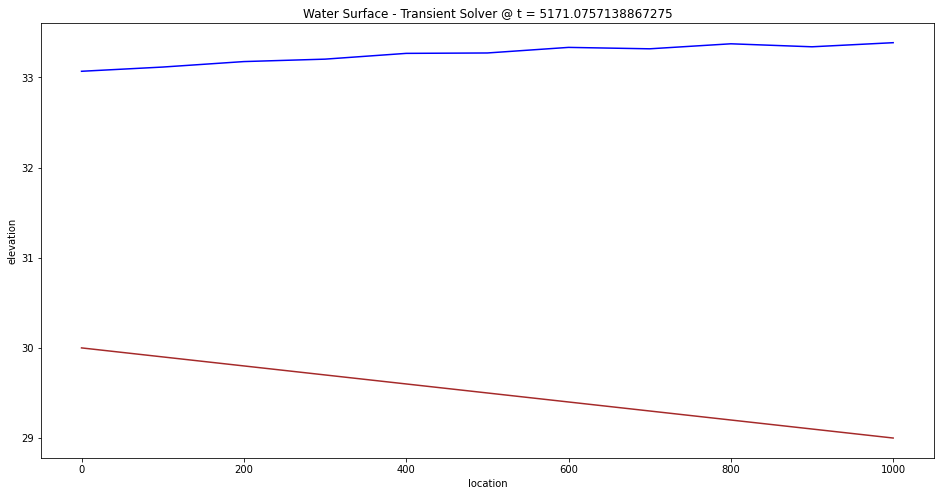 Water Surface - Transient Solver @ t = 5171.0757138867275
33
32
31
30
29
elevation
0 200 400 600 800 1000
location